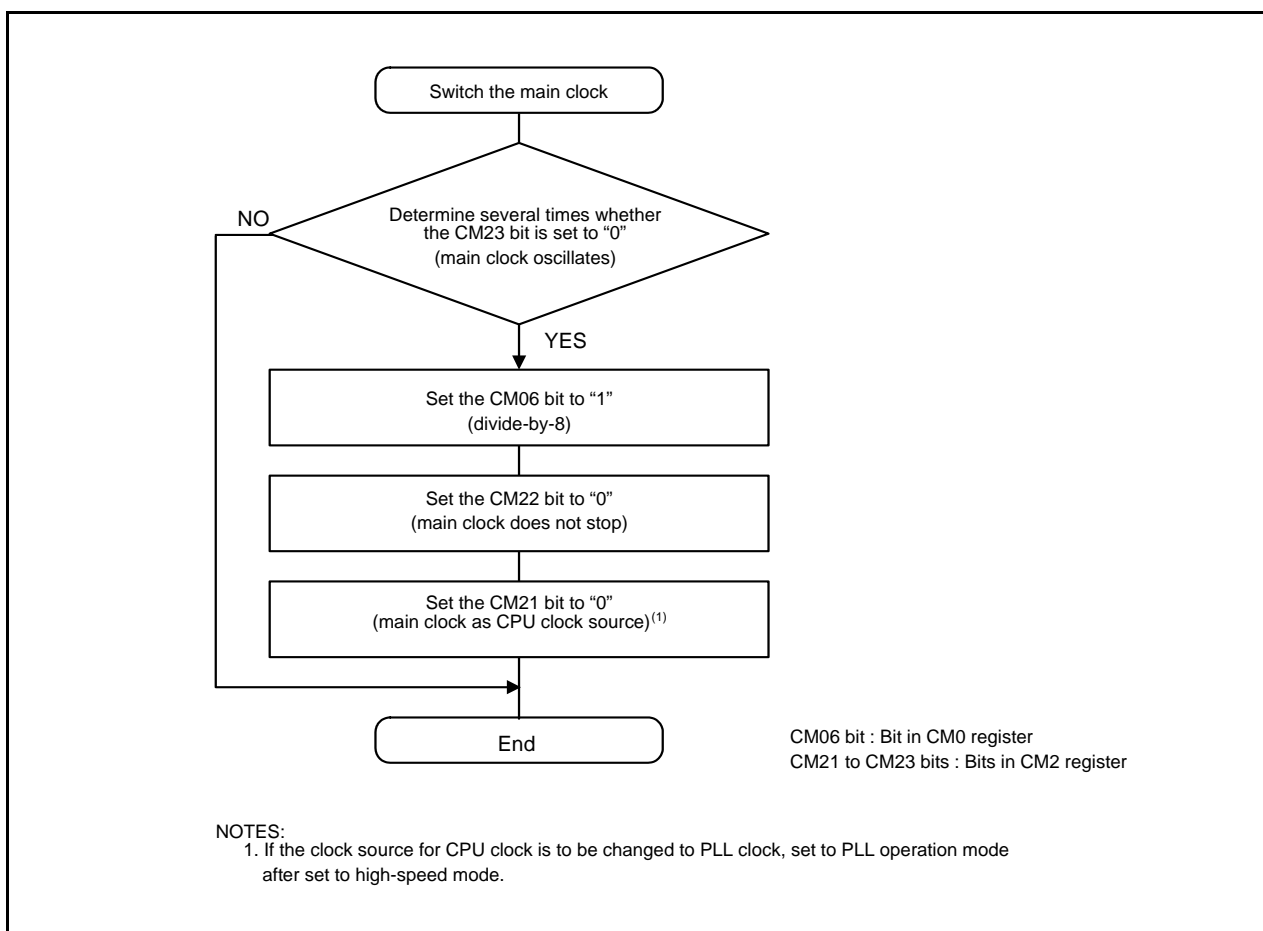 Switch the main clock
NO
Determine several times whether
the CM23 bit is set to “0”
(main clock oscillates)
YES
Set the CM06 bit to “1”
(divide-by-8)
Set the CM22 bit to “0”
(main clock does not stop)
Set the CM21 bit to “0”
(main clock as CPU clock source)(1)
End
CM06 bit : Bit in CM0 register
CM21 to CM23 bits : Bits in CM2 register
NOTES:
1. If the clock source for CPU clock is to be changed to PLL clock, set to PLL operation mode
after set to high-speed mode.